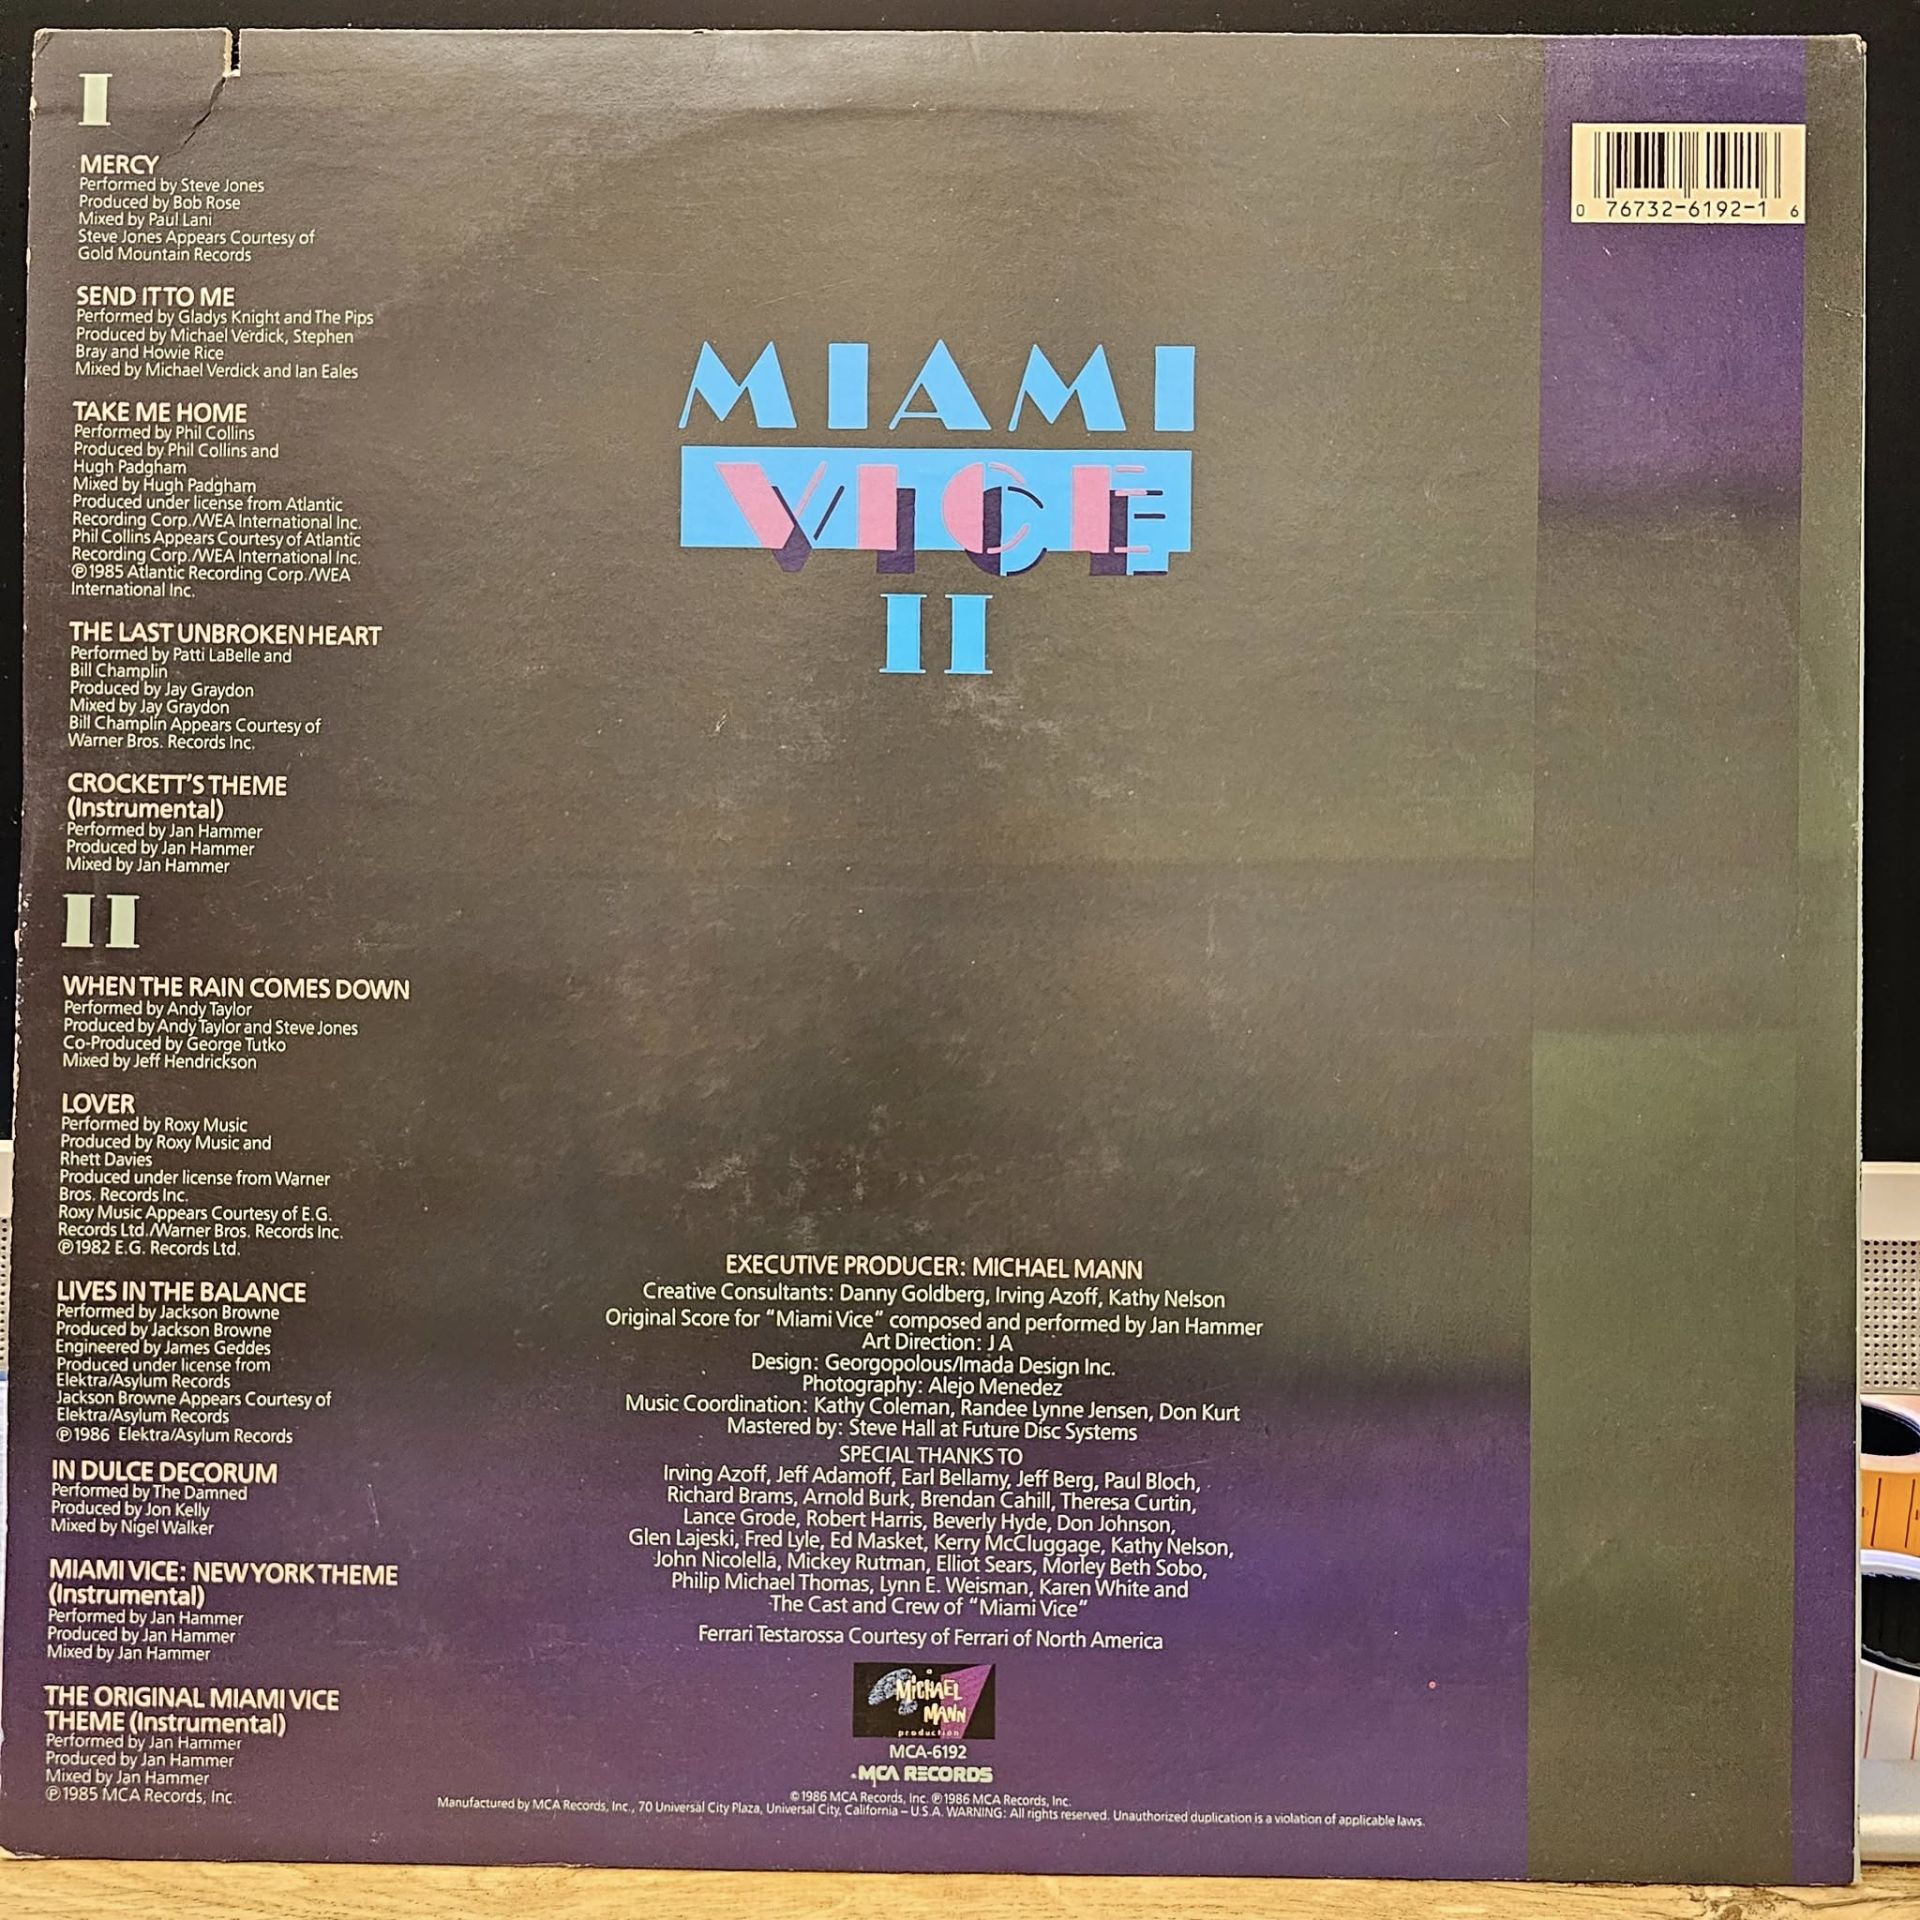 I
MERCY
Performed by Steve Jones
Produced by Bob Rose
Mixed by Paul Lani
Steve Jones Appears Courtesy of
Gold Mountain Records
SEND IT TO ME
Performed by Gladys Knight and The Pips
Produced by Michael Verdick, Stephen
Bray and Howie Rice
Mixed by Michael Verdick and Ian Eales
TAKE ME HOME
Performed by Phil Collins
Produced by Phil Collins and
Hugh Padgham
Mixed by Hugh Padgham
Produced under license from Atlantic
Recording Corp./WEA International Inc.
Phil Collins Appears Courtesy of Atlantic
Recording Corp./WEA International Inc.
℗1985 Atlantic Recording Corp./WEA
International Inc.
THE LAST UNBROKEN HEART
Performed by Patti LaBelle and
Bill Champlin
Produced by Jay Graydon
Mixed by Jay Graydon
Bill Champlin Appears Courtesy of
Warner Bros. Records Inc.
CROCKETT'S THEME
(Instrumental)
Performed by Jan Hammer
Produced by Jan Hammer
Mixed by Jan Hammer
II
WHEN THE RAIN COMES DOWN
Performed by Andy Taylor
Produced by Andy Taylor and Steve Jones
Co-Produced by George Tutko
Mixed by Jeff Hendrickson
LOVER
Performed by Roxy Music
Produced by Roxy Music and
Rhett Davies
Produced under license from Warner
Bros. Records Inc.
Roxy Music Appears Courtesy of E.G.
Records Ltd./Warner Bros. Records Inc.
℗1982 E.G. Records Ltd.
LIVES IN THE BALANCE
Performed by Jackson Browne
Produced by Jackson Browne
Engineered by James Geddes
Produced under license from
Elektra/Asylum Records
Jackson Browne Appears Courtesy of
Elektra/Asylum Records
℗1986 Elektra/Asylum Records
IN DULCE DECORUM
Performed by The Damned
Produced by Jon Kelly
Mixed by Nigel Walker
MIAMI VICE: NEW YORK THEME
(Instrumental)
Performed by Jan Hammer
Produced by Jan Hammer
Mixed by Jan Hammer
THE ORIGINAL MIAMI VICE
THEME (Instrumental)
Performed by Jan Hammer
Produced by Jan Hammer
Mixed by Jan Hammer
℗1985 MCA Records, Inc.
MIAMI
VICE
II
0 76732-6192-1 6
EXECUTIVE PRODUCER: MICHAEL MANN
Creative Consultants: Danny Goldberg, Irving Azoff, Kathy Nelson
Original Score for "Miami Vice" composed and performed by Jan Hammer
Art Direction: J A
Design: Georgopolous/Imada Design Inc.
Photography: Alejo Menedez
Music Coordination: Kathy Coleman, Randee Lynne Jensen, Don Kurt
Mastered by: Steve Hall at Future Disc Systems
SPECIAL THANKS TO
Irving Azoff, Jeff Adamoff, Earl Bellamy, Jeff Berg, Paul Bloch,
Richard Brams, Arnold Burk, Brendan Cahill, Theresa Curtin,
Lance Grode, Robert Harris, Beverly Hyde, Don Johnson,
Glen Lajeski, Fred Lyle, Ed Masket, Kerry McCluggage, Kathy Nelson,
John Nicolella, Mickey Rutman, Elliot Sears, Morley Beth Sobo,
Philip Michael Thomas, Lynn E. Weisman, Karen White and
The Cast and Crew of "Miami Vice"
Ferrari Testarossa Courtesy of Ferrari of North America
a
MICHAEL
MANN
production
MCA-6192
MCA RECORDS
©1986 MCA Records, Inc. ℗1986 MCA Records, Inc.
Manufactured by MCA Records, Inc., 70 Universal City Plaza, Universal City, California – U.S.A. WARNING: All rights reserved. Unauthorized duplication is a violation of applicable laws.